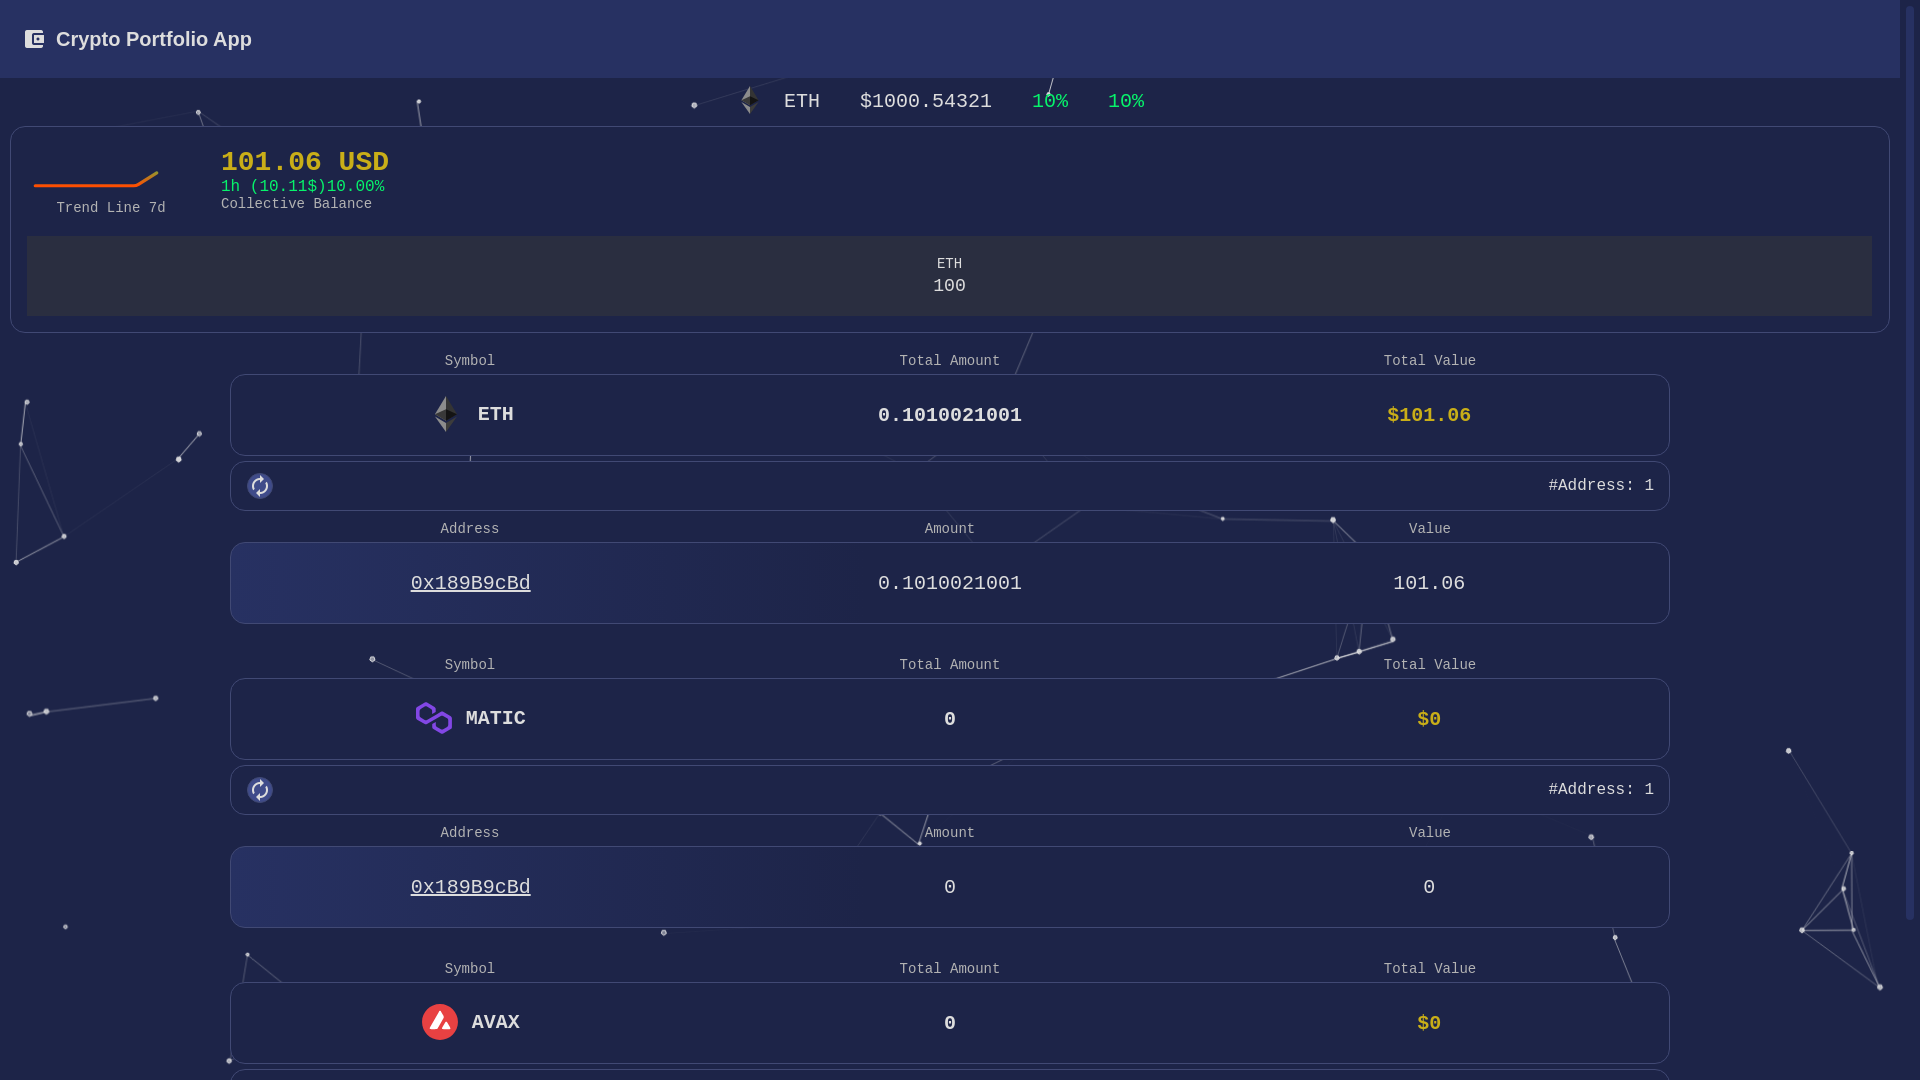 Crypto Portfolio App
ETH $1000.54321 10% 10%
101.06 USD
1h (10.11$)10.00%
Collective Balance
Trend Line 7d
ETH
100
Symbol Total Amount Total Value
ETH 0.1010021001 $101.06
#Address: 1
Address Amount Value
0x189B9cBd 0.1010021001 101.06
Symbol Total Amount Total Value
MATIC 0 $0
#Address: 1
Address Amount Value
0x189B9cBd 0 0
Symbol Total Amount Total Value
AVAX 0 $0